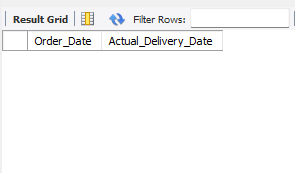 Result Grid Filter Rows:
Order_Date Actual_Delivery_Date